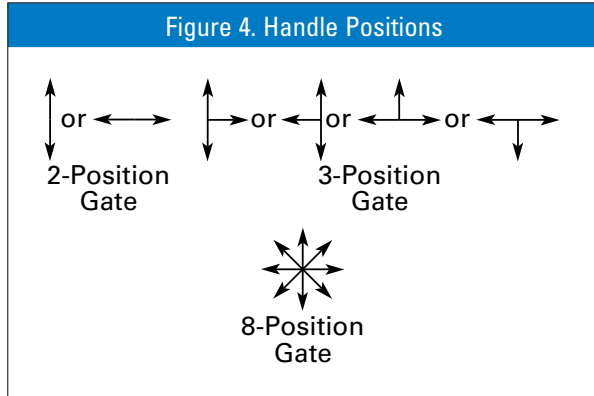 Figure 4. Handle Positions
or or or or
2-Position
Gate
3-Position
Gate
8-Position
Gate